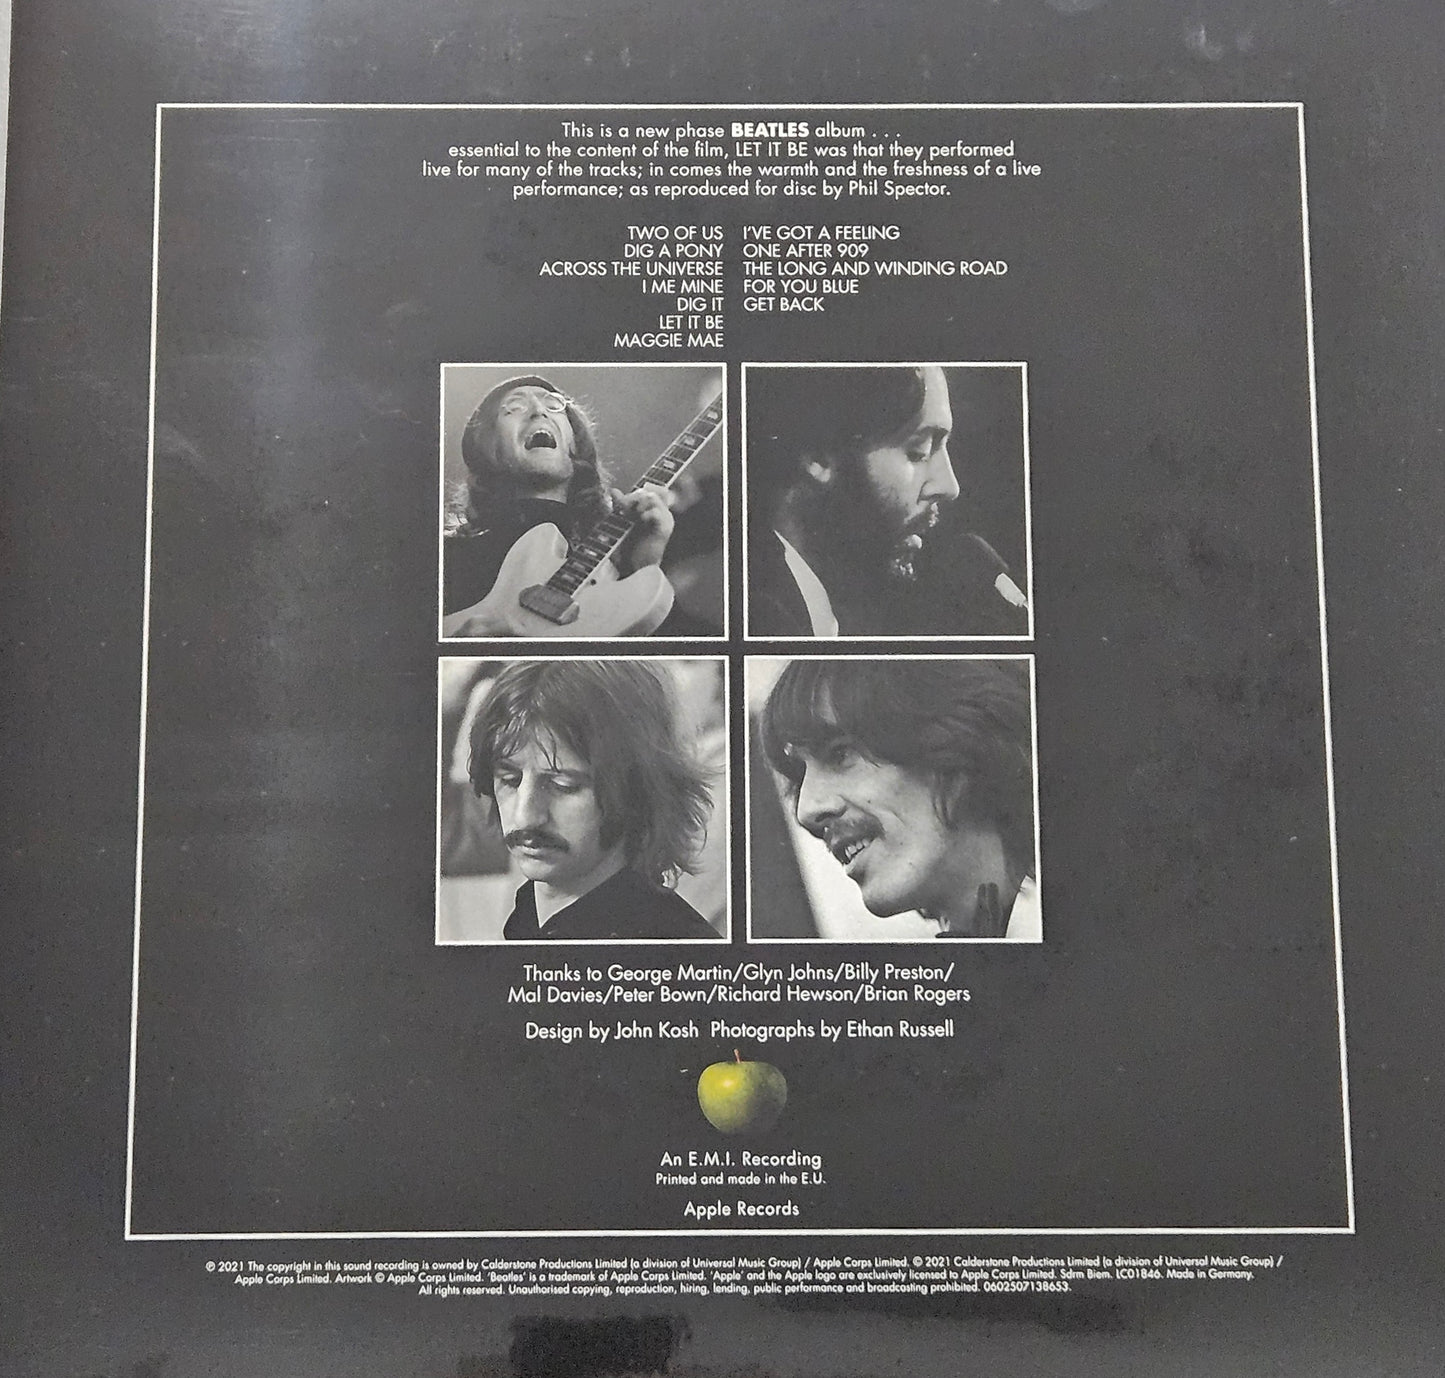 This is a new phase BEATLES album . . .
essential to the content of the film, LET IT BE was that they performed
live for many of the tracks; in comes the warmth and the freshness of a live
performance; as reproduced for disc by Phil Spector.
TWO OF US
DIG A PONY
ACROSS THE UNIVERSE
I ME MINE
DIG IT
LET IT BE
MAGGIE MAE
I'VE GOT A FEELING
ONE AFTER 909
THE LONG AND WINDING ROAD
FOR YOU BLUE
GET BACK
Thanks to George Martin/Glyn Johns/Billy Preston/
Mal Davies/Peter Bown/Richard Hewson/Brian Rogers
Design by John Kosh Photographs by Ethan Russell
An E.M.I. Recording
Printed and made in the E.U.
Apple Records
℗ 2021 The copyright in this sound recording is owned by Calderstone Productions Limited (a division of Universal Music Group) / Apple Corps Limited. © 2021 Calderstone Productions Limited (a division of Universal Music Group) /
Apple Corps Limited. Artwork © Apple Corps Limited. 'Beatles' is a trademark of Apple Corps Limited. 'Apple' and the Apple logo are exclusively licensed to Apple Corps Limited. Sdrm Biem. LC01846. Made in Germany.
All rights reserved. Unauthorised copying, reproduction, hiring, lending, public performance and broadcasting prohibited. 0602507138653.